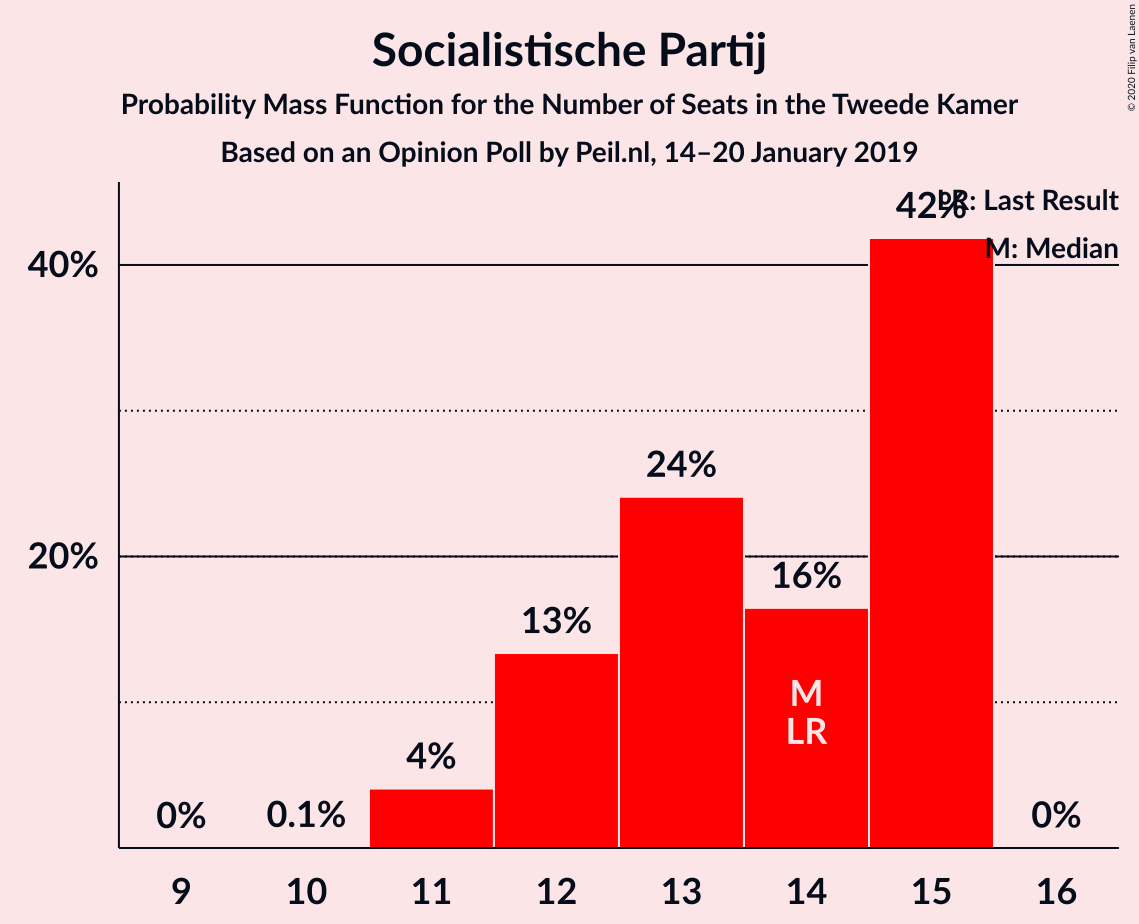 Socialistische Partij
Probability Mass Function for the Number of Seats in the Tweede Kamer
Based on an Opinion Poll by Peil.nl, 14–20 January 2019
© 2020 Filip van Laenen
LR: Last Result
M: Median
40%
20%
0%
0.1%
4%
13%
24%
16%
42%
0%
M
LR
9 10 11 12 13 14 15 16